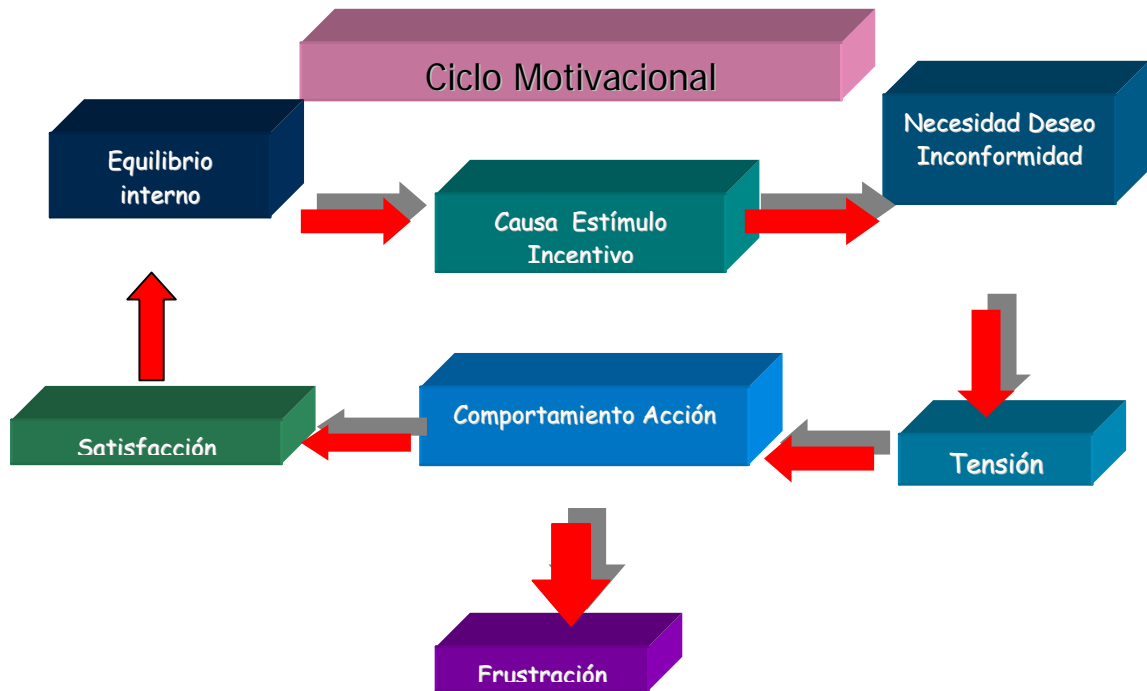 Ciclo Motivacional
Equilibrio
interno
Causa Estímulo
Incentivo
Necesidad Deseo
Inconformidad
Tensión
Comportamiento Acción
Satisfacción
Frustración